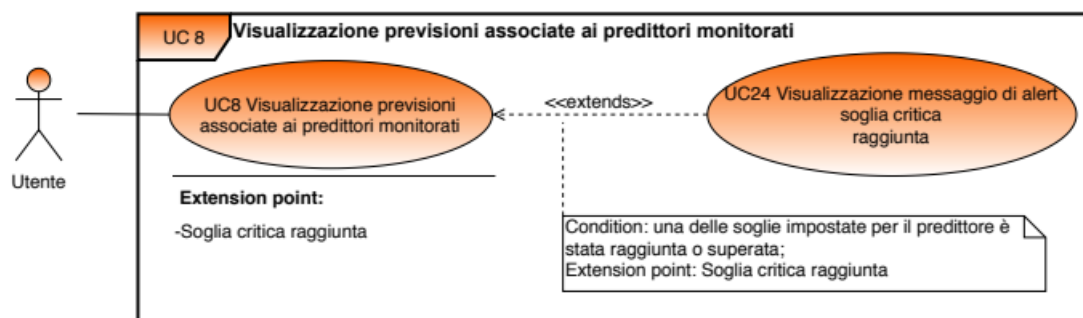 UC 8
Visualizzazione previsioni associate ai predittori monitorati
UC8 Visualizzazione previsioni
associate ai predittori monitorati
<<extends>>
UC24 Visualizzazione messaggio di alert
soglia critica
raggiunta
Utente
Extension point:
-Soglia critica raggiunta
Condition: una delle soglie impostate per il predittore è
stata raggiunta o superata;
Extension point: Soglia critica raggiunta